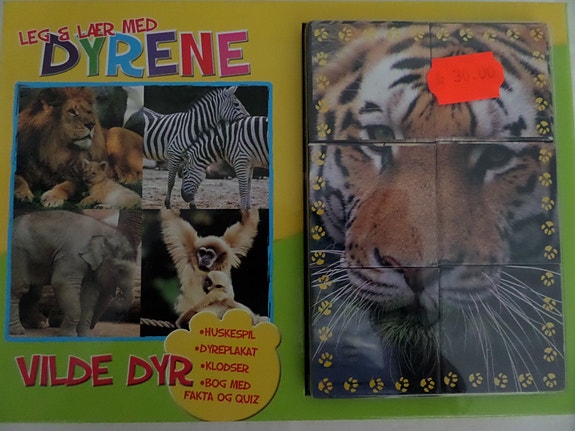 LEG & LÆR MED
DYRENE
30.00
VILDE DYR
•HUSKESPIL
•DYREPLAKAT
•KLODSER
•BOG MED
FAKTA OG QUIZ